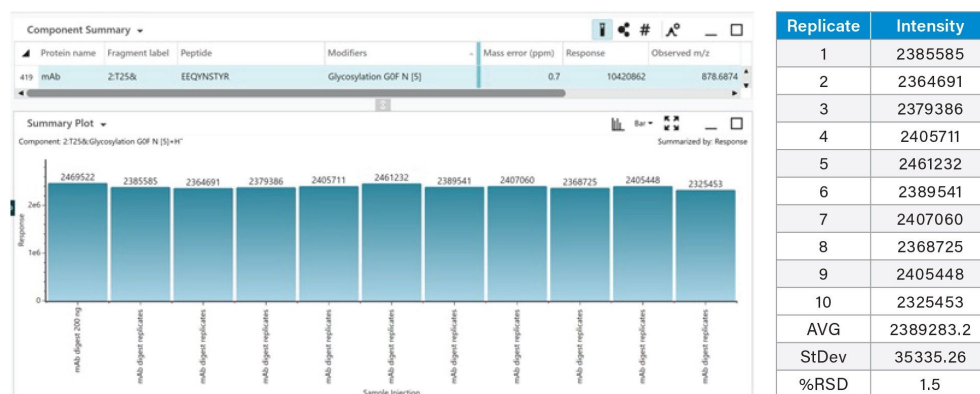 Component Summary
Protein name Fragment label Peptide Modifiers Mass error (ppm) Response Observed m/z
419 mAb 2:T25& EEQYNSTYR Glycosylation G0F N [5] 0.7 10420862 878.6874
Summary Plot
Bar
Component: 2:T25&:Glycosylation G0F N [5]+H⁺
Summarized by: Response
2469522 2385585 2364691 2379386 2405711 2461232 2389541 2407060 2368725 2405448 2325453
2e6
1e6
0
Response
mAb digest 200 ng
mAb digest replicates
mAb digest replicates
mAb digest replicates
mAb digest replicates
mAb digest replicates
mAb digest replicates
mAb digest replicates
mAb digest replicates
mAb digest replicates
mAb digest replicates
Sample Injection
Replicate Intensity
1 2385585
2 2364691
3 2379386
4 2405711
5 2461232
6 2389541
7 2407060
8 2368725
9 2405448
10 2325453
AVG 2389283.2
StDev 35335.26
%RSD 1.5